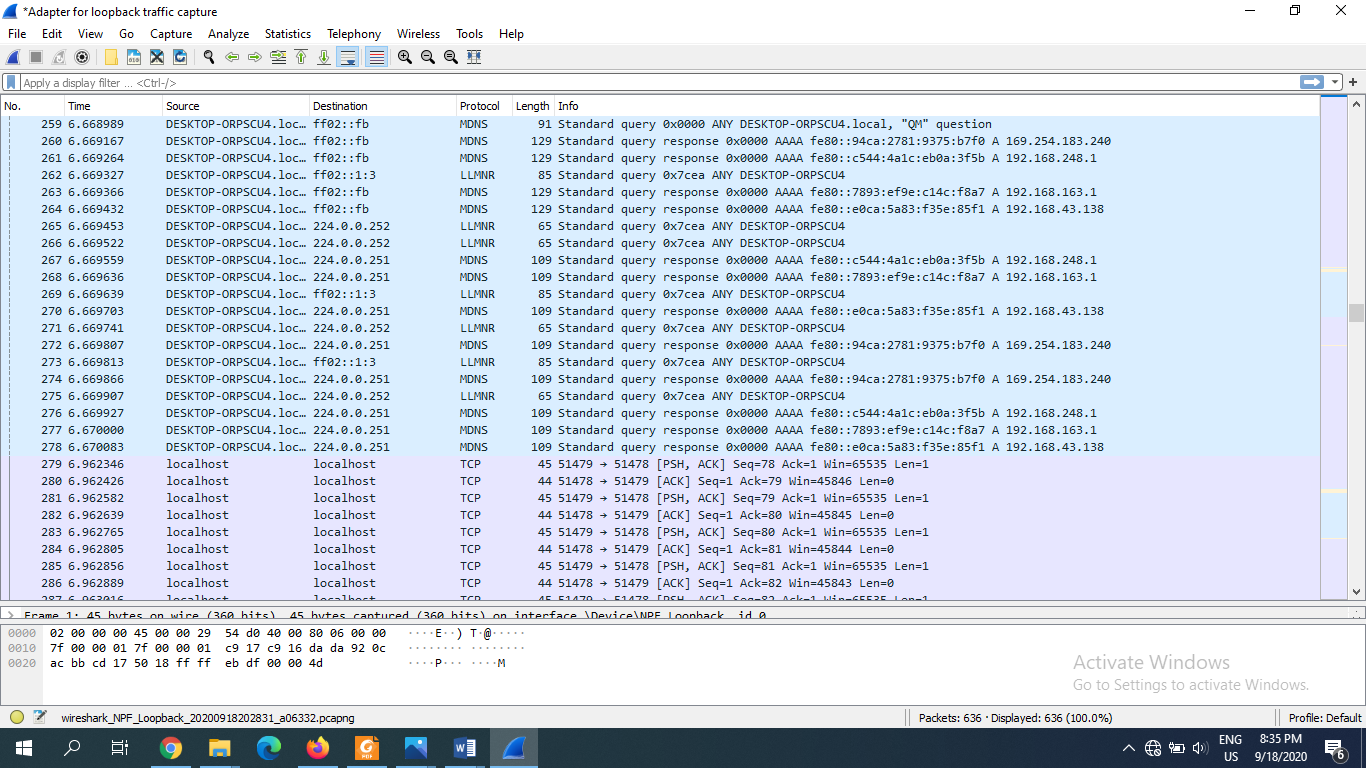 *Adapter for loopback traffic capture
File Edit View Go Capture Analyze Statistics Telephony Wireless Tools Help
Apply a display filter ... <Ctrl-/>
No. Time Source Destination Protocol Length Info
259 6.668989 DESKTOP-ORPSCU4.loc… ff02::fb MDNS 91 Standard query 0x0000 ANY DESKTOP-ORPSCU4.local, "QM" question
260 6.669167 DESKTOP-ORPSCU4.loc… ff02::fb MDNS 129 Standard query response 0x0000 AAAA fe80::94ca:2781:9375:b7f0 A 169.254.183.240
261 6.669264 DESKTOP-ORPSCU4.loc… ff02::fb MDNS 129 Standard query response 0x0000 AAAA fe80::c544:4a1c:eb0a:3f5b A 192.168.248.1
262 6.669327 DESKTOP-ORPSCU4.loc… ff02::1:3 LLMNR 85 Standard query 0x7cea ANY DESKTOP-ORPSCU4
263 6.669366 DESKTOP-ORPSCU4.loc… ff02::fb MDNS 129 Standard query response 0x0000 AAAA fe80::7893:ef9e:c14c:f8a7 A 192.168.163.1
264 6.669432 DESKTOP-ORPSCU4.loc… ff02::fb MDNS 129 Standard query response 0x0000 AAAA fe80::e0ca:5a83:f35e:85f1 A 192.168.43.138
265 6.669453 DESKTOP-ORPSCU4.loc… 224.0.0.252 LLMNR 65 Standard query 0x7cea ANY DESKTOP-ORPSCU4
266 6.669522 DESKTOP-ORPSCU4.loc… 224.0.0.252 LLMNR 65 Standard query 0x7cea ANY DESKTOP-ORPSCU4
267 6.669559 DESKTOP-ORPSCU4.loc… 224.0.0.251 MDNS 109 Standard query response 0x0000 AAAA fe80::c544:4a1c:eb0a:3f5b A 192.168.248.1
268 6.669636 DESKTOP-ORPSCU4.loc… 224.0.0.251 MDNS 109 Standard query response 0x0000 AAAA fe80::7893:ef9e:c14c:f8a7 A 192.168.163.1
269 6.669639 DESKTOP-ORPSCU4.loc… ff02::1:3 LLMNR 85 Standard query 0x7cea ANY DESKTOP-ORPSCU4
270 6.669703 DESKTOP-ORPSCU4.loc… 224.0.0.251 MDNS 109 Standard query response 0x0000 AAAA fe80::e0ca:5a83:f35e:85f1 A 192.168.43.138
271 6.669741 DESKTOP-ORPSCU4.loc… 224.0.0.252 LLMNR 65 Standard query 0x7cea ANY DESKTOP-ORPSCU4
272 6.669807 DESKTOP-ORPSCU4.loc… 224.0.0.251 MDNS 109 Standard query response 0x0000 AAAA fe80::94ca:2781:9375:b7f0 A 169.254.183.240
273 6.669813 DESKTOP-ORPSCU4.loc… ff02::1:3 LLMNR 85 Standard query 0x7cea ANY DESKTOP-ORPSCU4
274 6.669866 DESKTOP-ORPSCU4.loc… 224.0.0.251 MDNS 109 Standard query response 0x0000 AAAA fe80::94ca:2781:9375:b7f0 A 169.254.183.240
275 6.669907 DESKTOP-ORPSCU4.loc… 224.0.0.252 LLMNR 65 Standard query 0x7cea ANY DESKTOP-ORPSCU4
276 6.669927 DESKTOP-ORPSCU4.loc… 224.0.0.251 MDNS 109 Standard query response 0x0000 AAAA fe80::c544:4a1c:eb0a:3f5b A 192.168.248.1
277 6.670000 DESKTOP-ORPSCU4.loc… 224.0.0.251 MDNS 109 Standard query response 0x0000 AAAA fe80::7893:ef9e:c14c:f8a7 A 192.168.163.1
278 6.670083 DESKTOP-ORPSCU4.loc… 224.0.0.251 MDNS 109 Standard query response 0x0000 AAAA fe80::e0ca:5a83:f35e:85f1 A 192.168.43.138
279 6.962346 localhost localhost TCP 45 51479 → 51478 [PSH, ACK] Seq=78 Ack=1 Win=65535 Len=1
280 6.962426 localhost localhost TCP 44 51478 → 51479 [ACK] Seq=1 Ack=79 Win=45846 Len=0
281 6.962582 localhost localhost TCP 45 51479 → 51478 [PSH, ACK] Seq=79 Ack=1 Win=65535 Len=1
282 6.962639 localhost localhost TCP 44 51478 → 51479 [ACK] Seq=1 Ack=80 Win=45845 Len=0
283 6.962765 localhost localhost TCP 45 51479 → 51478 [PSH, ACK] Seq=80 Ack=1 Win=65535 Len=1
284 6.962805 localhost localhost TCP 44 51478 → 51479 [ACK] Seq=1 Ack=81 Win=45844 Len=0
285 6.962856 localhost localhost TCP 45 51479 → 51478 [PSH, ACK] Seq=81 Ack=1 Win=65535 Len=1
286 6.962889 localhost localhost TCP 44 51478 → 51479 [ACK] Seq=1 Ack=82 Win=45843 Len=0
287 6.963016 localhost localhost TCP 45 51479 → 51478 [PSH, ACK] Seq=82 Ack=1 Win=65535 Len=1
Frame 1: 45 bytes on wire (360 bits), 45 bytes captured (360 bits) on interface \Device\NPF_Loopback, id 0
0000 02 00 00 00 45 00 00 29 54 d0 40 00 80 06 00 00 ····E··) T·@·····
0010 7f 00 00 01 7f 00 00 01 c9 17 c9 16 da da 92 0c ········ ········
0020 ac bb cd 17 50 18 ff ff eb df 00 00 4d ····P··· ····M
Activate Windows
Go to Settings to activate Windows.
wireshark_NPF_Loopback_20200918202831_a06332.pcapng
Packets: 636 · Displayed: 636 (100.0%)
Profile: Default
PDF
ENG
US
8:35 PM
9/18/2020
6